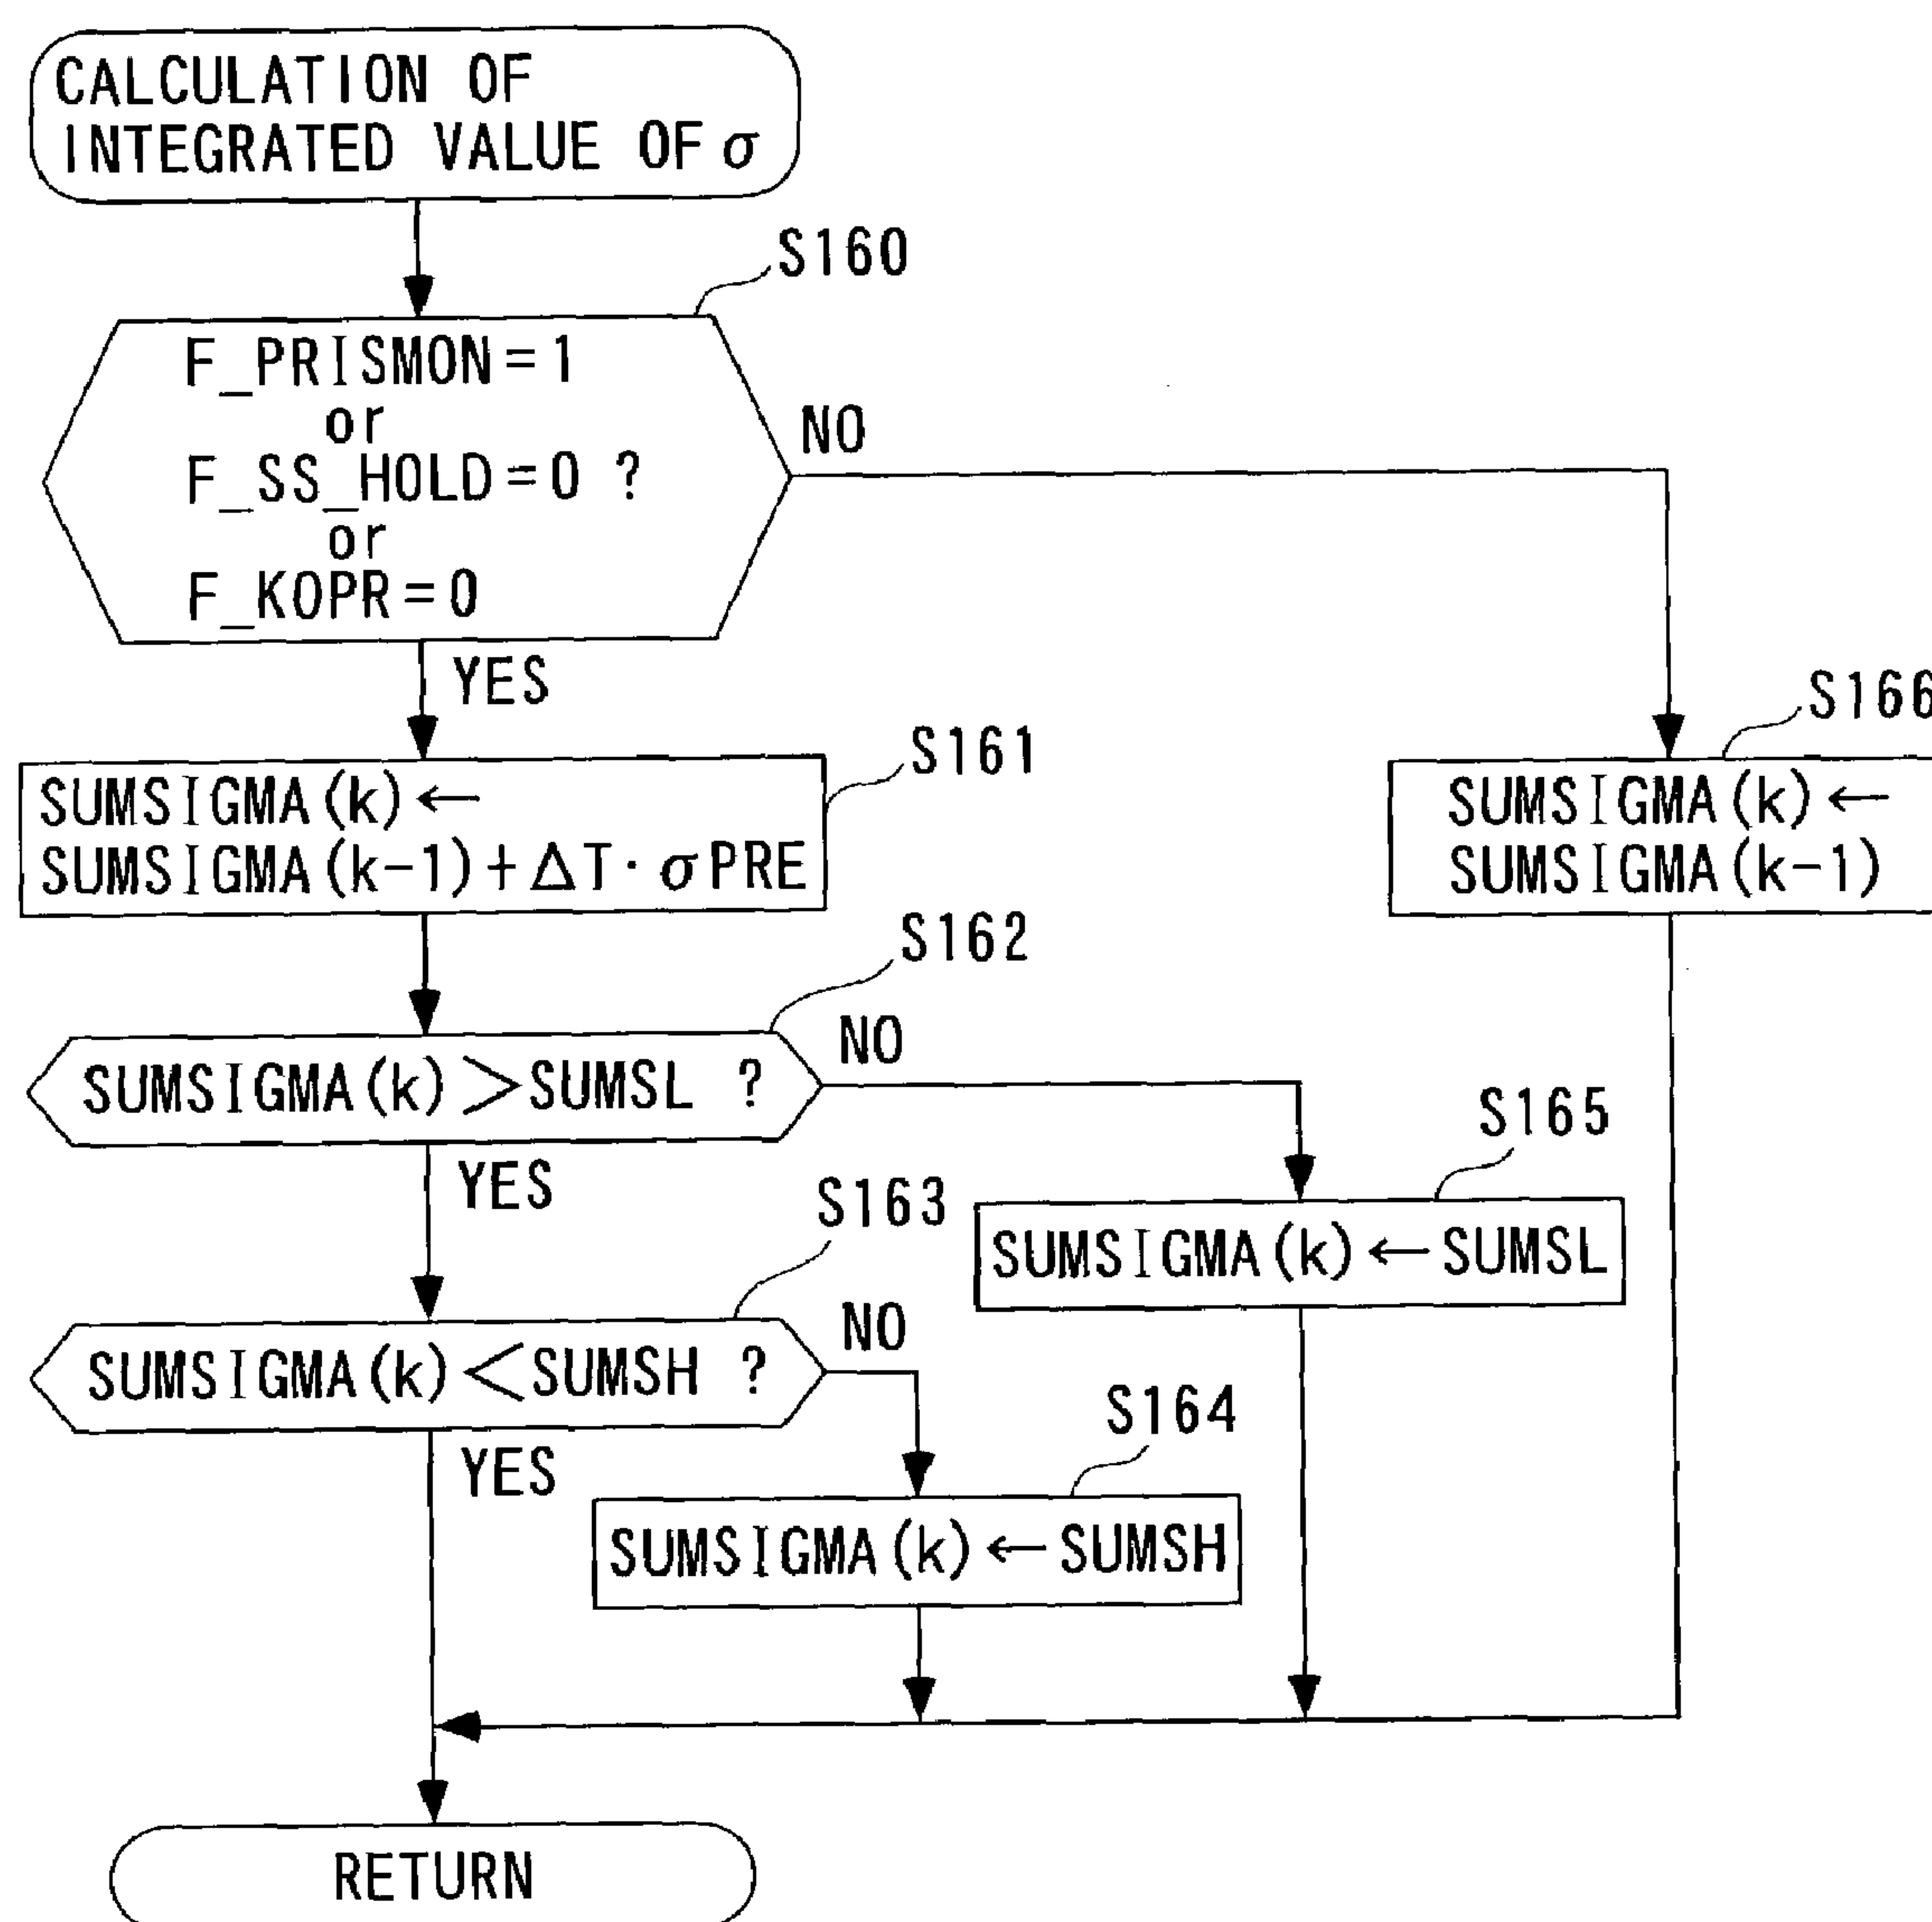 CALCULATION OF
INTEGRATED VALUE OF σ
S160
F_PRISMON=1
or
F_SS_HOLD=0 ?
or
F_KOPR=0
NO
YES
S161
SUMSIGMA(k)←
SUMSIGMA(k-1)+ΔT·σPRE
S166
SUMSIGMA(k)←
SUMSIGMA(k-1)
S162
SUMSIGMA(k)>SUMSL ?
NO
YES
S165
SUMSIGMA(k)←SUMSL
S163
SUMSIGMA(k)<SUMSH ?
NO
YES
S164
SUMSIGMA(k)←SUMSH
RETURN